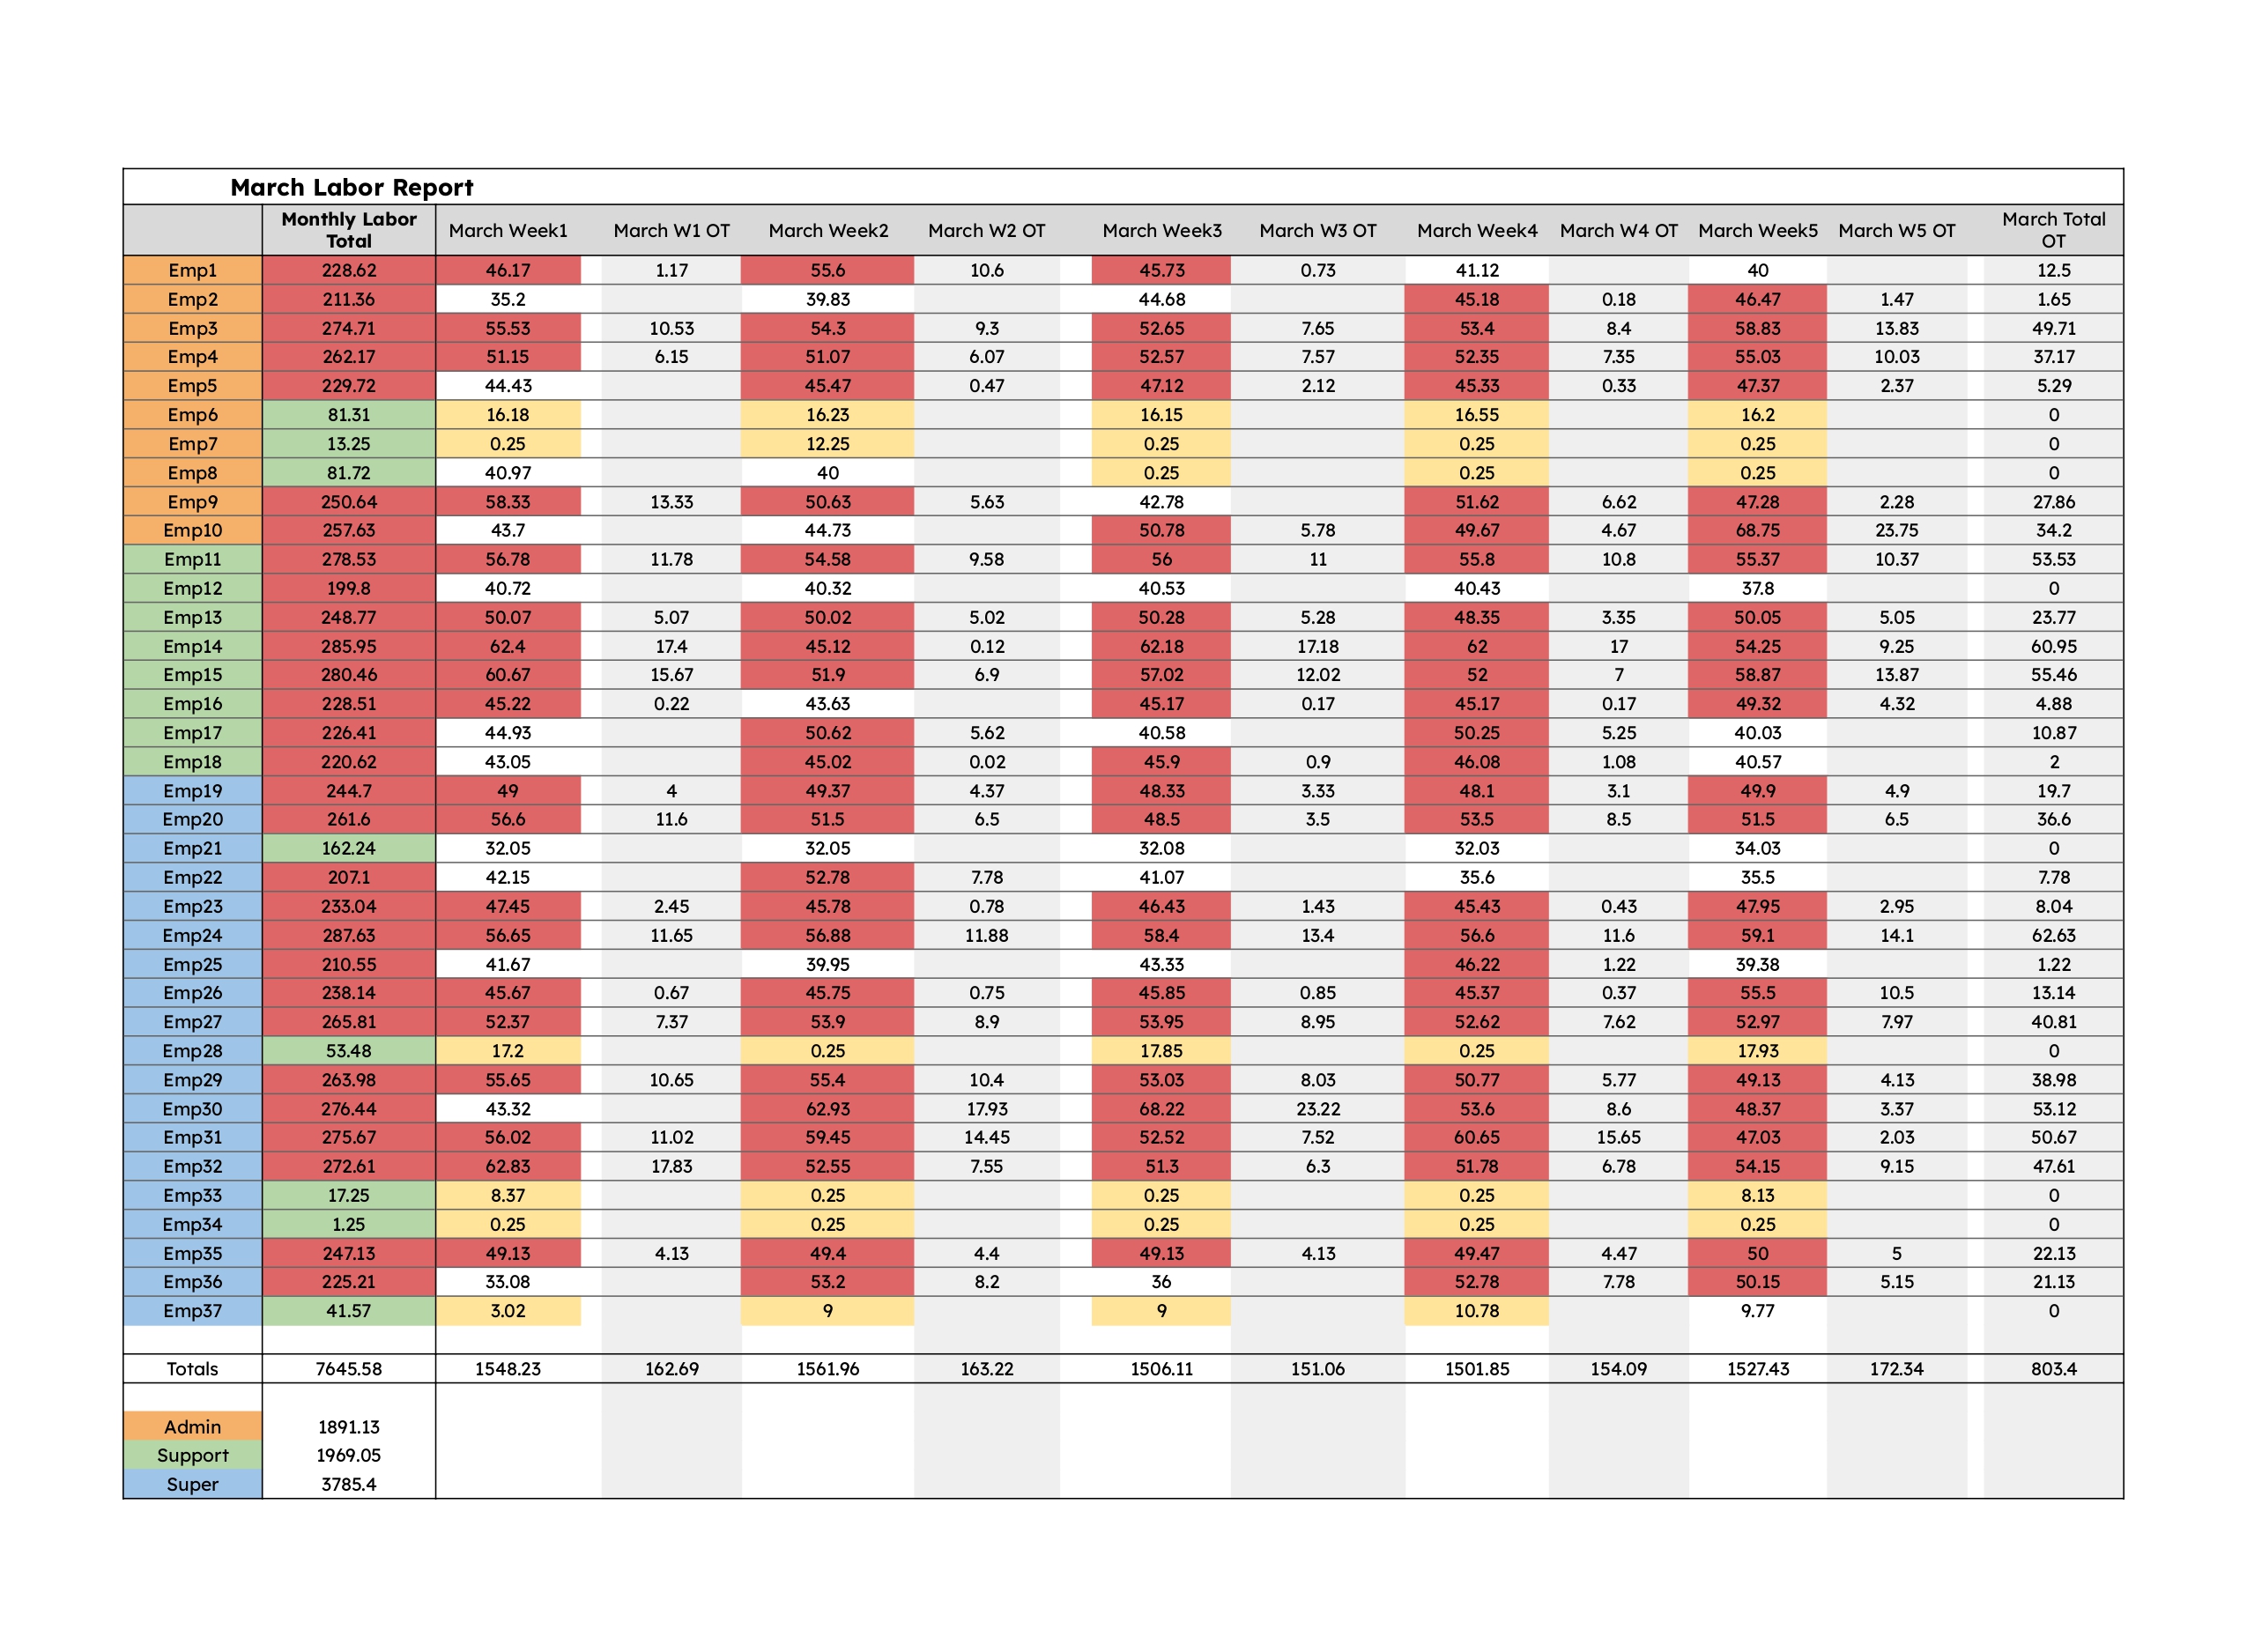 March Labor Report
Monthly Labor Total March Week1 March W1 OT March Week2 March W2 OT March Week3 March W3 OT March Week4 March W4 OT March Week5 March W5 OT March Total OT
Emp1 228.62 46.17 1.17 55.6 10.6 45.73 0.73 41.12 40 12.5
Emp2 211.36 35.2 39.83 44.68 45.18 0.18 46.47 1.47 1.65
Emp3 274.71 55.53 10.53 54.3 9.3 52.65 7.65 53.4 8.4 58.83 13.83 49.71
Emp4 262.17 51.15 6.15 51.07 6.07 52.57 7.57 52.35 7.35 55.03 10.03 37.17
Emp5 229.72 44.43 45.47 0.47 47.12 2.12 45.33 0.33 47.37 2.37 5.29
Emp6 81.31 16.18 16.23 16.15 16.55 16.2 0
Emp7 13.25 0.25 12.25 0.25 0.25 0.25 0
Emp8 81.72 40.97 40 0.25 0.25 0.25 0
Emp9 250.64 58.33 13.33 50.63 5.63 42.78 51.62 6.62 47.28 2.28 27.86
Emp10 257.63 43.7 44.73 50.78 5.78 49.67 4.67 68.75 23.75 34.2
Emp11 278.53 56.78 11.78 54.58 9.58 56 11 55.8 10.8 55.37 10.37 53.53
Emp12 199.8 40.72 40.32 40.53 40.43 37.8 0
Emp13 248.77 50.07 5.07 50.02 5.02 50.28 5.28 48.35 3.35 50.05 5.05 23.77
Emp14 285.95 62.4 17.4 45.12 0.12 62.18 17.18 62 17 54.25 9.25 60.95
Emp15 280.46 60.67 15.67 51.9 6.9 57.02 12.02 52 7 58.87 13.87 55.46
Emp16 228.51 45.22 0.22 43.63 45.17 0.17 45.17 0.17 49.32 4.32 4.88
Emp17 226.41 44.93 50.62 5.62 40.58 50.25 5.25 40.03 10.87
Emp18 220.62 43.05 45.02 0.02 45.9 0.9 46.08 1.08 40.57 2
Emp19 244.7 49 4 49.37 4.37 48.33 3.33 48.1 3.1 49.9 4.9 19.7
Emp20 261.6 56.6 11.6 51.5 6.5 48.5 3.5 53.5 8.5 51.5 6.5 36.6
Emp21 162.24 32.05 32.05 32.08 32.03 34.03 0
Emp22 207.1 42.15 52.78 7.78 41.07 35.6 35.5 7.78
Emp23 233.04 47.45 2.45 45.78 0.78 46.43 1.43 45.43 0.43 47.95 2.95 8.04
Emp24 287.63 56.65 11.65 56.88 11.88 58.4 13.4 56.6 11.6 59.1 14.1 62.63
Emp25 210.55 41.67 39.95 43.33 46.22 1.22 39.38 1.22
Emp26 238.14 45.67 0.67 45.75 0.75 45.85 0.85 45.37 0.37 55.5 10.5 13.14
Emp27 265.81 52.37 7.37 53.9 8.9 53.95 8.95 52.62 7.62 52.97 7.97 40.81
Emp28 53.48 17.2 0.25 17.85 0.25 17.93 0
Emp29 263.98 55.65 10.65 55.4 10.4 53.03 8.03 50.77 5.77 49.13 4.13 38.98
Emp30 276.44 43.32 62.93 17.93 68.22 23.22 53.6 8.6 48.37 3.37 53.12
Emp31 275.67 56.02 11.02 59.45 14.45 52.52 7.52 60.65 15.65 47.03 2.03 50.67
Emp32 272.61 62.83 17.83 52.55 7.55 51.3 6.3 51.78 6.78 54.15 9.15 47.61
Emp33 17.25 8.37 0.25 0.25 0.25 8.13 0
Emp34 1.25 0.25 0.25 0.25 0.25 0.25 0
Emp35 247.13 49.13 4.13 49.4 4.4 49.13 4.13 49.47 4.47 50 5 22.13
Emp36 225.21 33.08 53.2 8.2 36 52.78 7.78 50.15 5.15 21.13
Emp37 41.57 3.02 9 9 10.78 9.77 0
Totals 7645.58 1548.23 162.69 1561.96 163.22 1506.11 151.06 1501.85 154.09 1527.43 172.34 803.4
Admin 1891.13
Support 1969.05
Super 3785.4